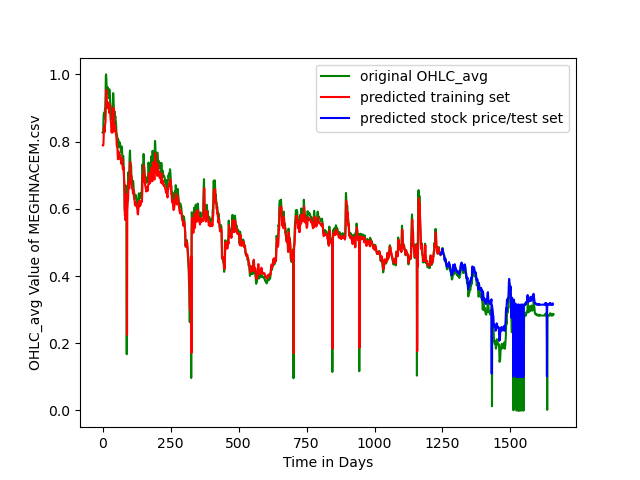 original OHLC_avg
predicted training set
predicted stock price/test set
OHLC_avg Value of MEGHNACEM.csv
1.0
0.8
0.6
0.4
0.2
0.0
0 250 500 750 1000 1250 1500
Time in Days